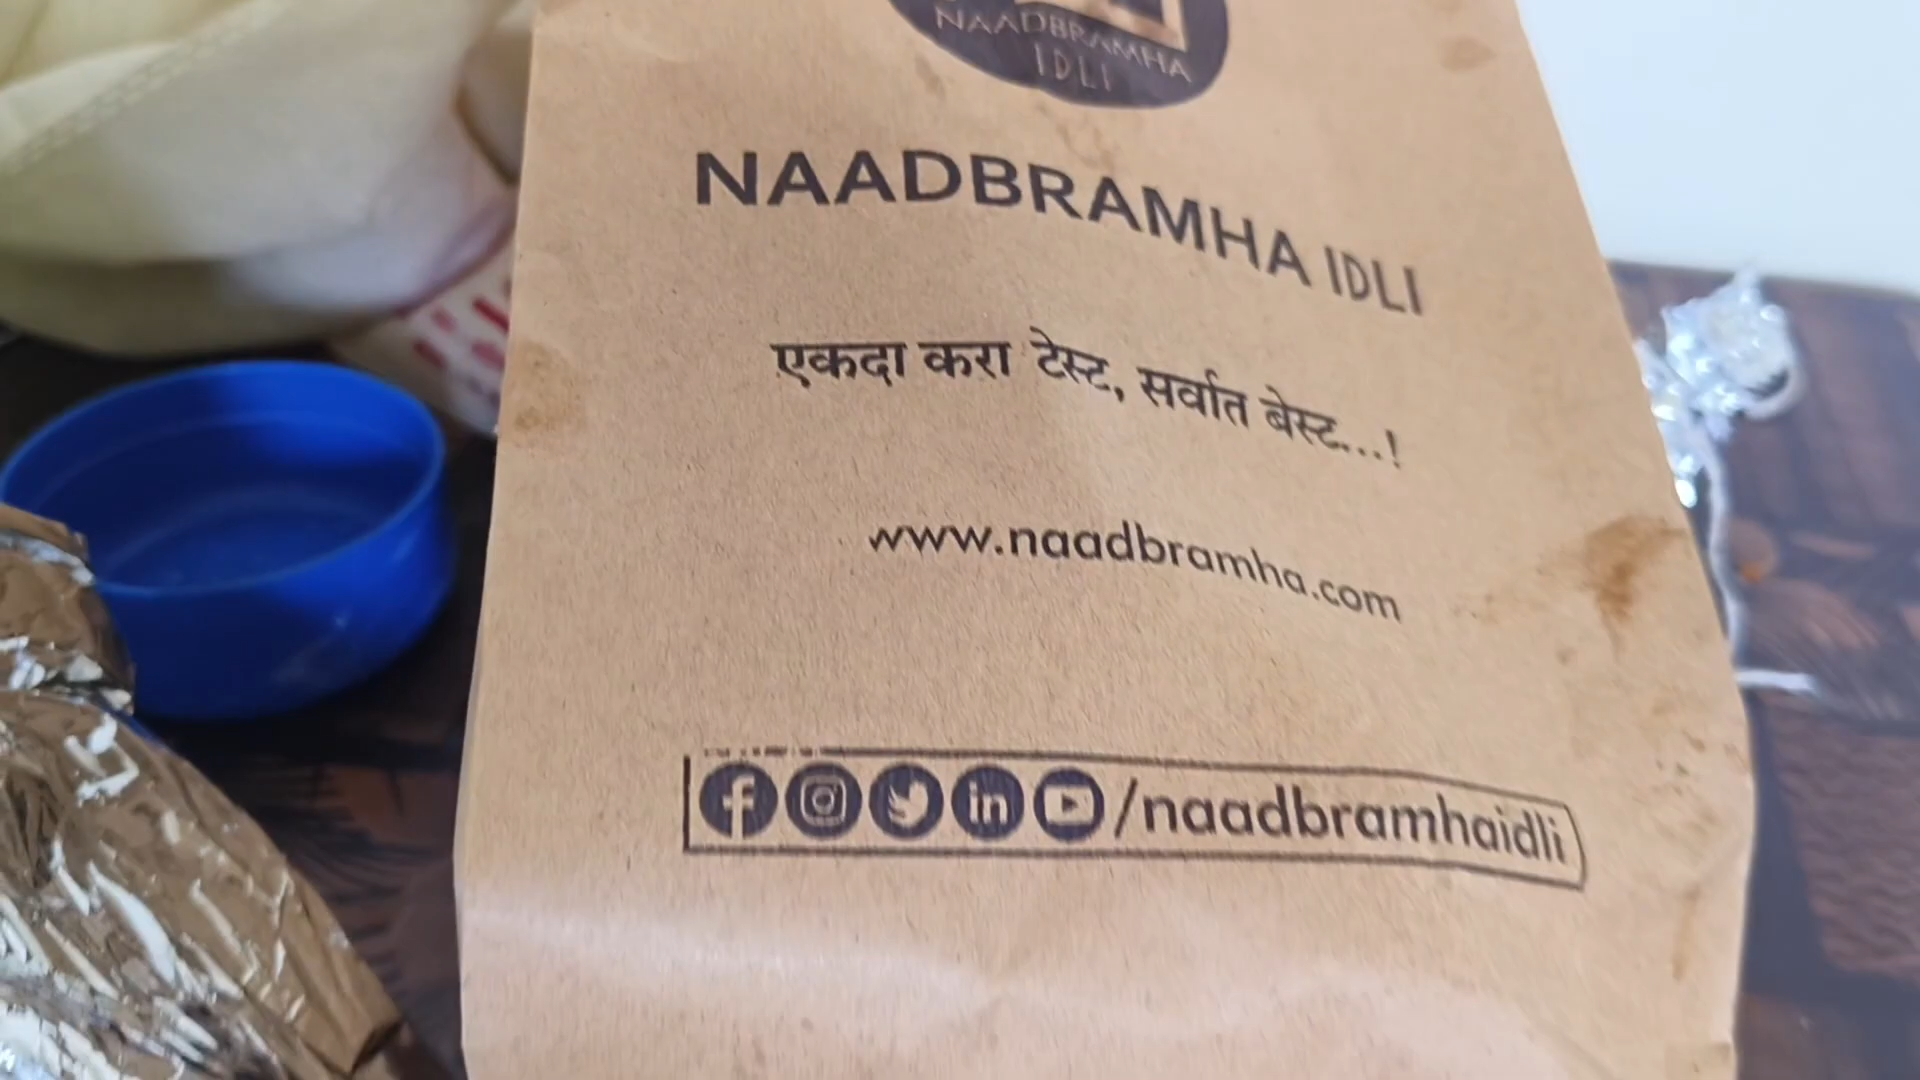 NAADBRAMHA
IDLI
NAADBRAMHA IDLI
एकदा करा टेस्ट, सर्वात बेस्ट...!
www.naadbramha.com
/naadbramhaidli